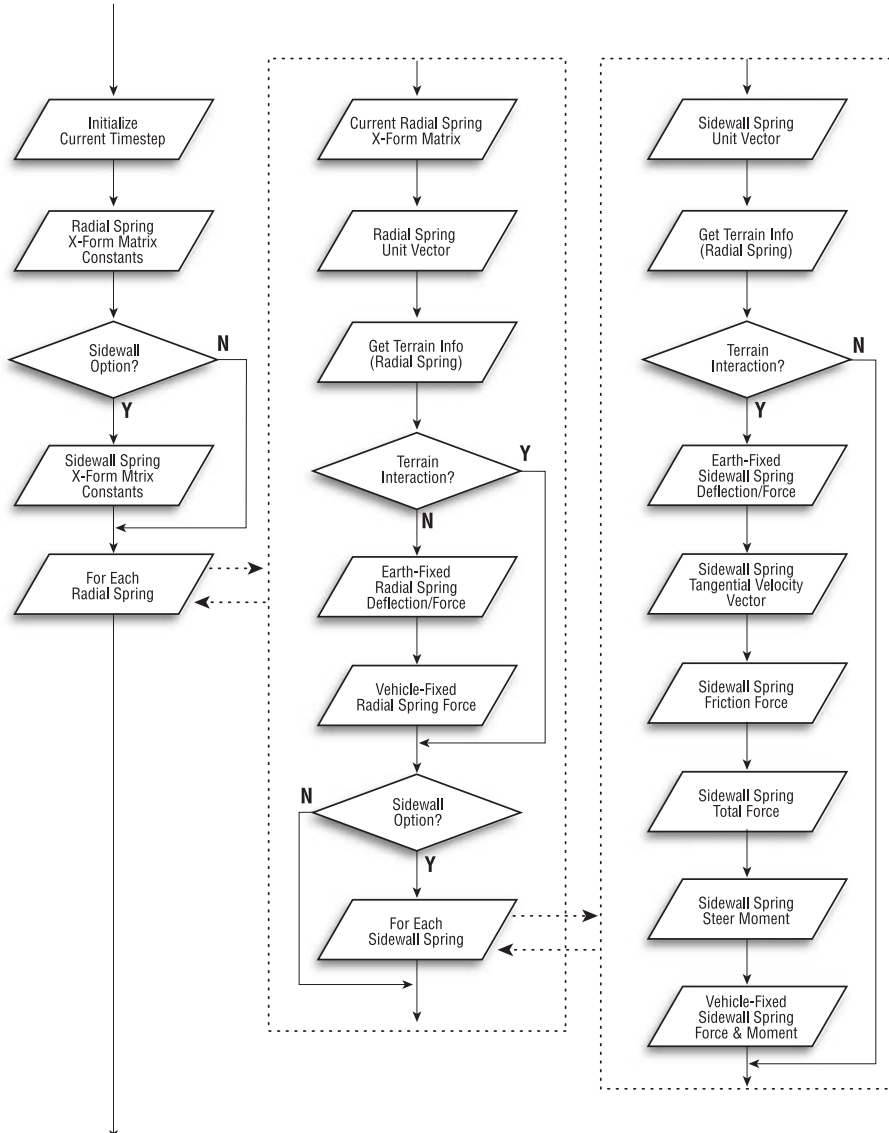 Initialize
Current Timestep
Radial Spring
X-Form Matrix
Constants
Sidewall
Option?
N
Y
Sidewall Spring
X-Form Mtrix
Constants
For Each
Radial Spring
Current Radial Spring
X-Form Matrix
Radial Spring
Unit Vector
Get Terrain Info
(Radial Spring)
Terrain
Interaction?
Y
N
Earth-Fixed
Radial Spring
Deflection/Force
Vehicle-Fixed
Radial Spring Force
N
Sidewall
Option?
Y
For Each
Sidewall Spring
Sidewall Spring
Unit Vector
Get Terrain Info
(Radial Spring)
Terrain
Interaction?
N
Y
Earth-Fixed
Sidewall Spring
Deflection/Force
Sidewall Spring
Tangential Velocity
Vector
Sidewall Spring
Friction Force
Sidewall Spring
Total Force
Sidewall Spring
Steer Moment
Vehicle-Fixed
Sidewall Spring
Force & Moment